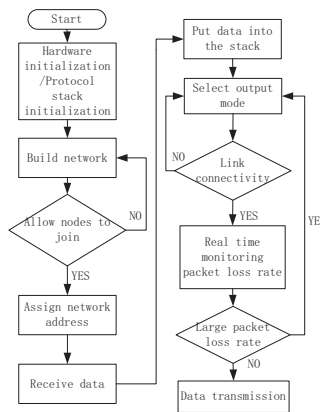 Start
Hardware
initialization
/Protocol
stack
initialization
Build network
Allow nodes to
join
NO
YES
Assign network
address
Receive data
Put data into
the stack
Select output
mode
NO
Link
connectivity
YES
YE
Real time
monitoring
packet loss rate
Large packet
loss rate
NO
Data transmission